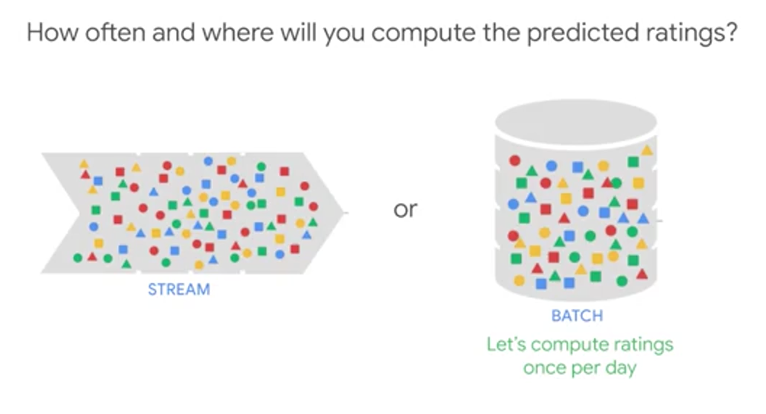 How often and where will you compute the predicted ratings?
or
STREAM
BATCH
Let's compute ratings
once per day